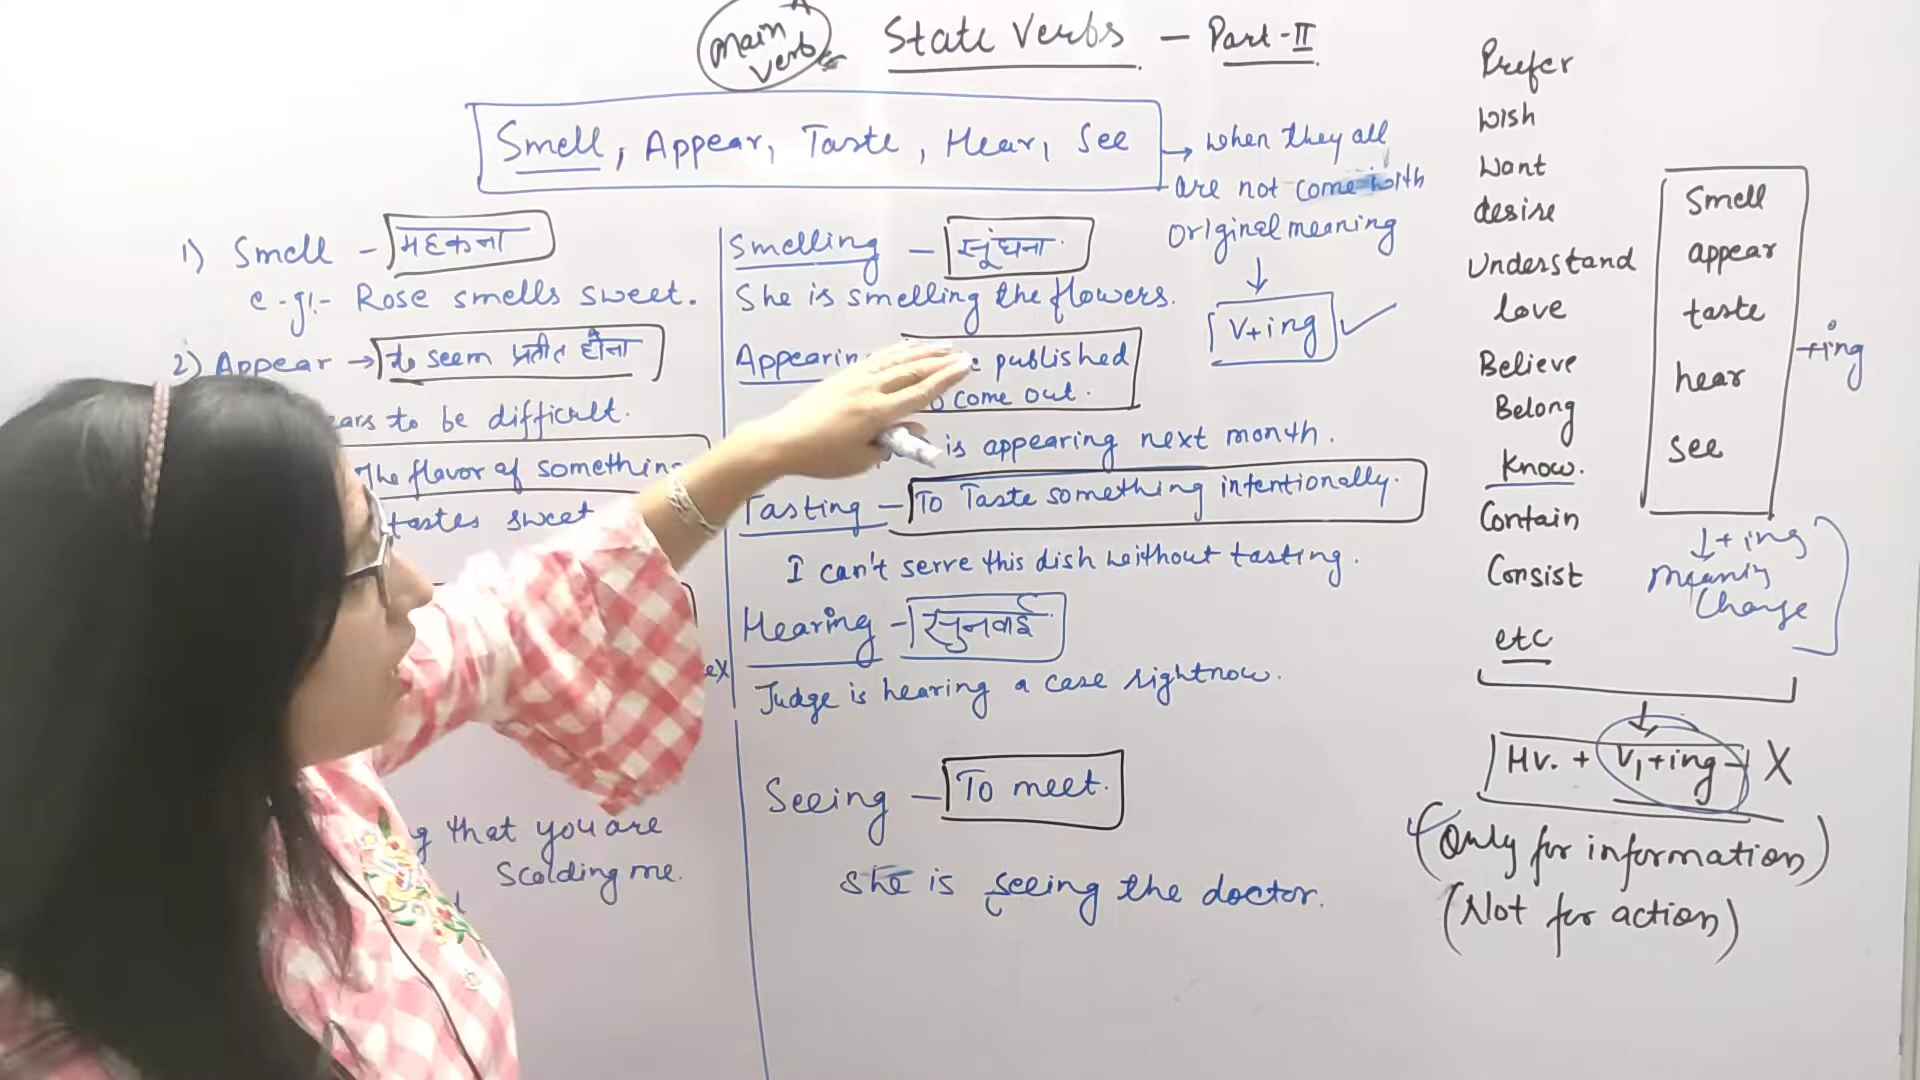 main verb
State Verbs - Part-II
Smell, Appear, Taste, Hear, See
→ when they all
are not come with
original meaning
↓
V+ing ✓
1) Smell - महकना
e.g:- Rose smells sweet.
2) Appear → to seem प्रतीत होना
to be difficult.
The flavor of
tastes sweet
that you are
scolding me.
Smelling - सूंघना
She is smelling the flowers.
published
come out.
is appearing next month.
Tasting - To Taste something intentionally.
I can't serve this dish without tasting.
Hearing - सुनवाई
Judge is hearing a case rightnow.
Seeing - To meet.
She is seeing the doctor.
Prefer
Wish
Want
desire
Understand
love
Believe
Belong
Know.
Contain
Consist
etc
Smell
appear
taste
hear
see
+ing
↓+ing
Meaning
Change
↓
Hv. + V1+ing - X
(Only for information)
(Not for action)